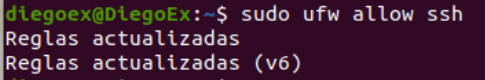 diegoex@DiegoEx:~$ sudo ufw allow ssh
Reglas actualizadas
Reglas actualizadas (v6)